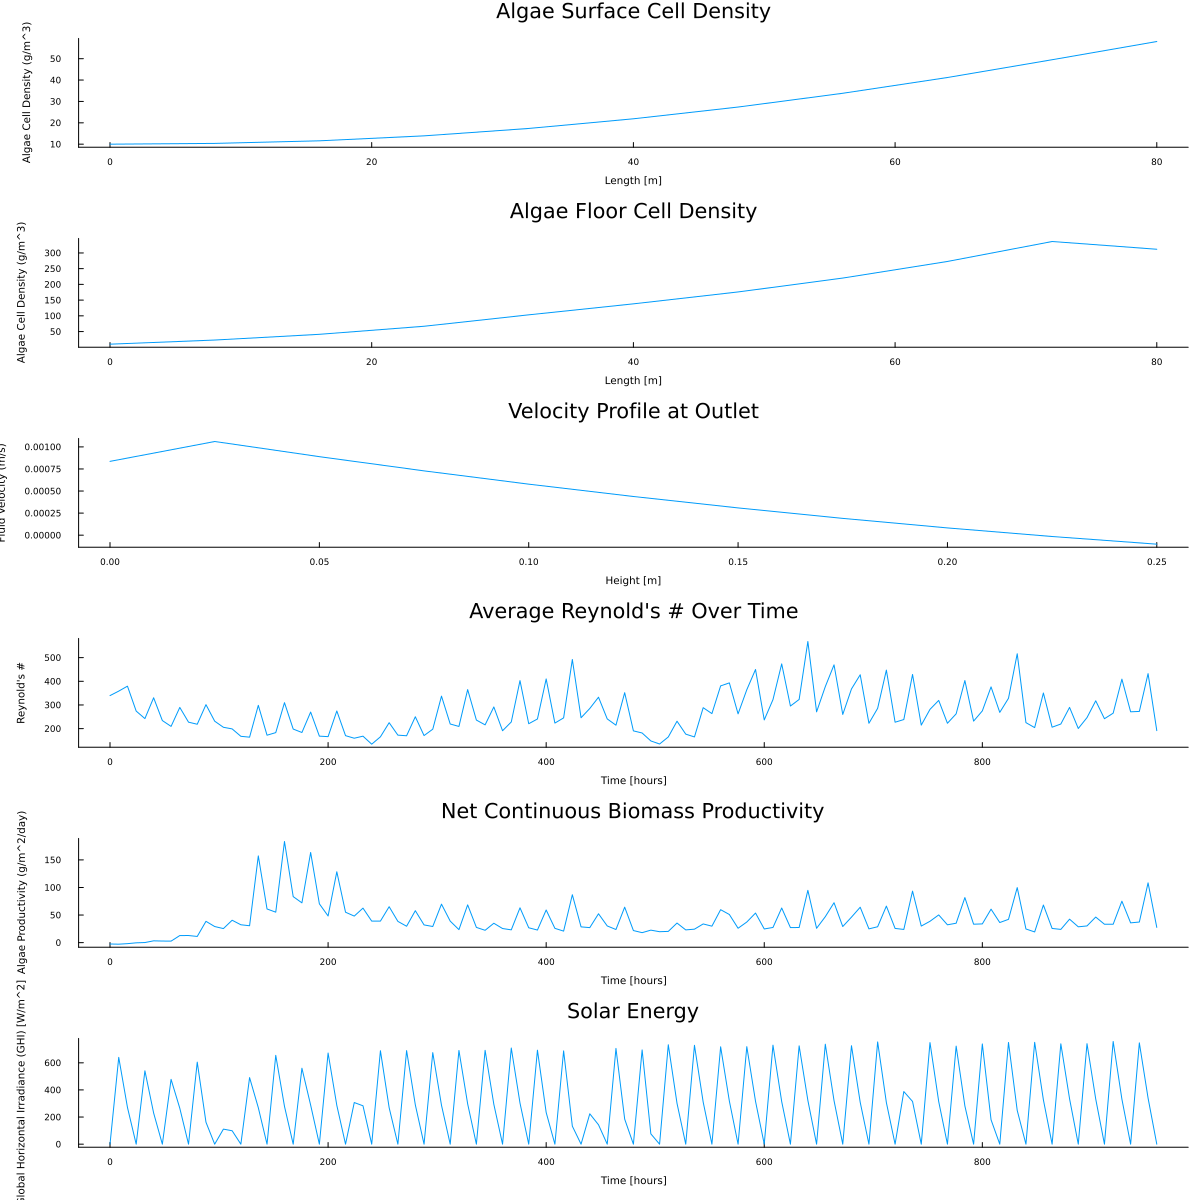 Algae Surface Cell Density
Algae Cell Density (g/m^3)
50
40
30
20
10
0 20 40 60 80
Length [m]
Algae Floor Cell Density
Algae Cell Density (g/m^3)
300
250
200
150
100
50
0 20 40 60 80
Length [m]
Velocity Profile at Outlet
Fluid Velocity (m/s)
0.00100
0.00075
0.00050
0.00025
0.00000
0.00 0.05 0.10 0.15 0.20 0.25
Height [m]
Average Reynold's # Over Time
Reynold's #
500
400
300
200
0 200 400 600 800
Time [hours]
Net Continuous Biomass Productivity
Algae Productivity (g/m^2/day)
150
100
50
0
0 200 400 600 800
Time [hours]
Solar Energy
Global Horizontal Irradiance (GHI) [W/m^2]
600
400
200
0
0 200 400 600 800
Time [hours]